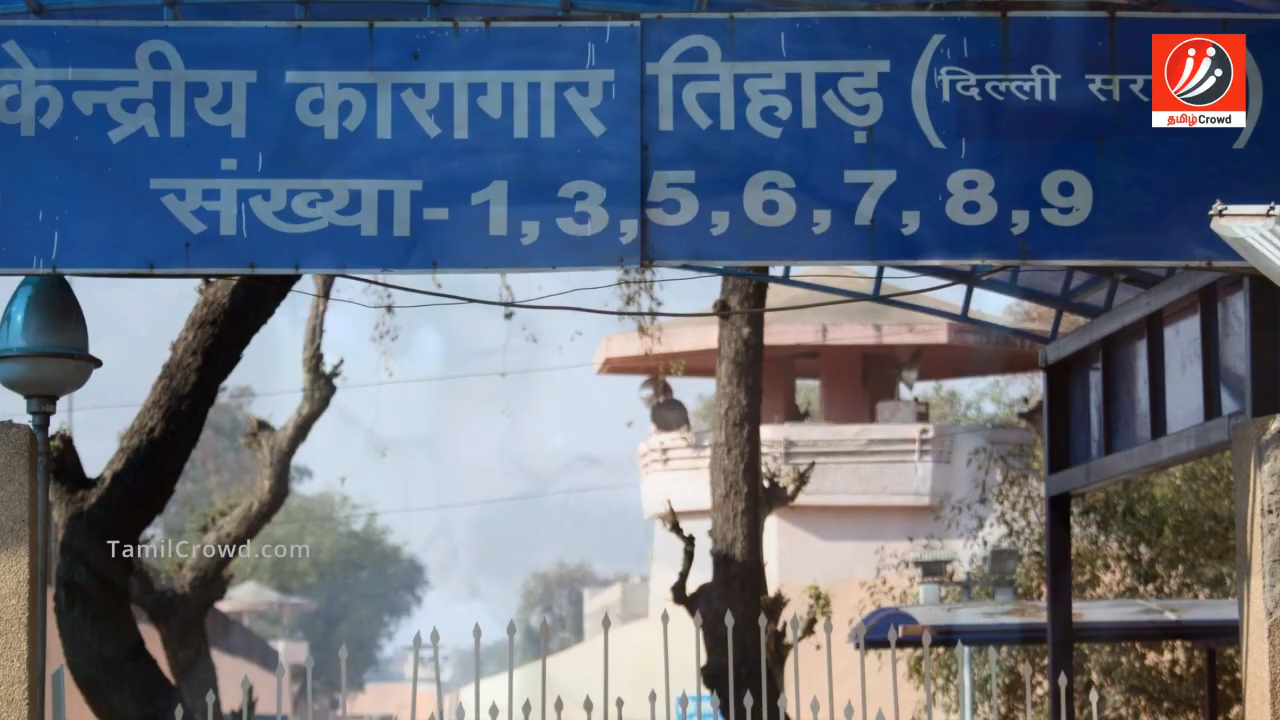 केन्द्रीय कारागार तिहाड़ (दिल्ली
संख्या-1,3,5,6,7,8,9
தமிழ்Crowd
TamilCrowd.com